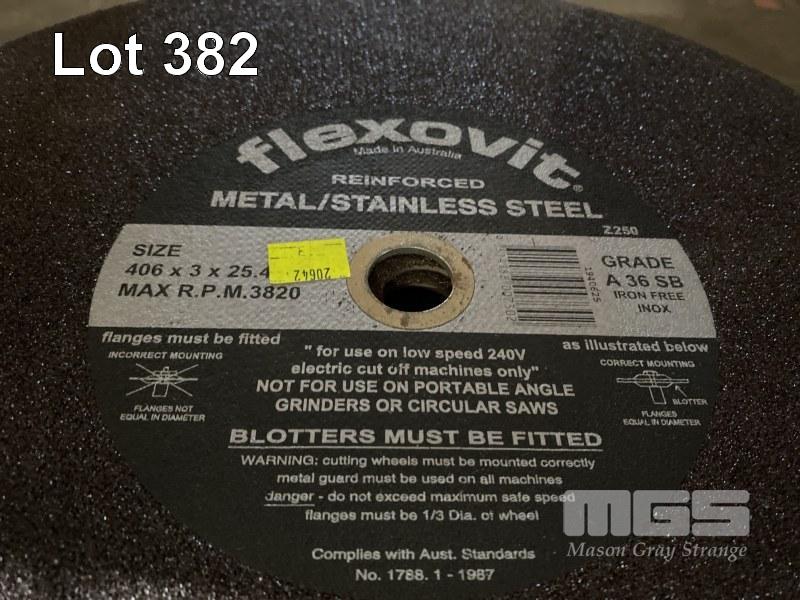 Lot 382
flexovit®
Made in Australia
REINFORCED
METAL/STAINLESS STEEL
Z250
SIZE
406 x 3 x 25.4
MAX R.P.M.3820
20642
1940625
GRADE
A 36 SB
IRON FREE
INOX
flanges must be fitted
as illustrated below
INCORRECT MOUNTING
FLANGES NOT
EQUAL IN DIAMETER
" for use on low speed 240V
electric cut off machines only"
NOT FOR USE ON PORTABLE ANGLE
GRINDERS OR CIRCULAR SAWS
CORRECT MOUNTING
BLOTTER
FLANGES
EQUAL IN DIAMETER
BLOTTERS MUST BE FITTED
WARNING: cutting wheels must be mounted correctly
metal guard must be used on all machines
danger - do not exceed maximum safe speed
flanges must be 1/3 Dia. of wheel
Complies with Aust. Standards
No. 1788. 1 - 1987
MGS
Mason Gray Strange